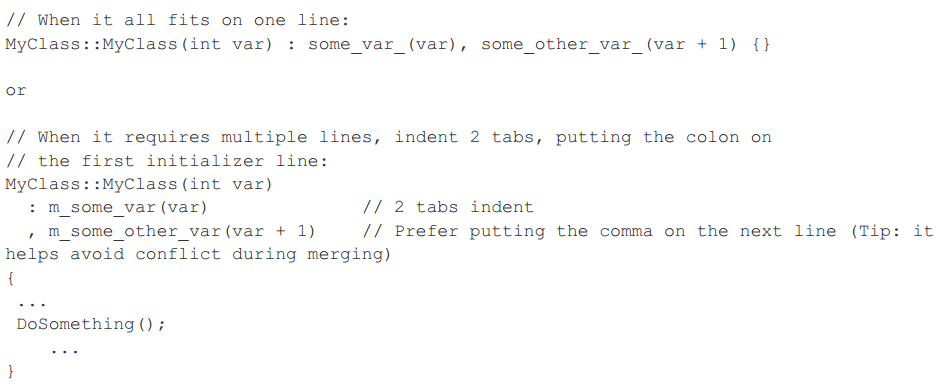 // When it all fits on one line:
MyClass::MyClass(int var) : some_var_(var), some_other_var_(var + 1) {}
or
// When it requires multiple lines, indent 2 tabs, putting the colon on
// the first initializer line:
MyClass::MyClass(int var)
  : m_some_var(var)              // 2 tabs indent
  , m_some_other_var(var + 1)    // Prefer putting the comma on the next line (Tip: it
helps avoid conflict during merging)
{
 ...
 DoSomething();
    ...
}